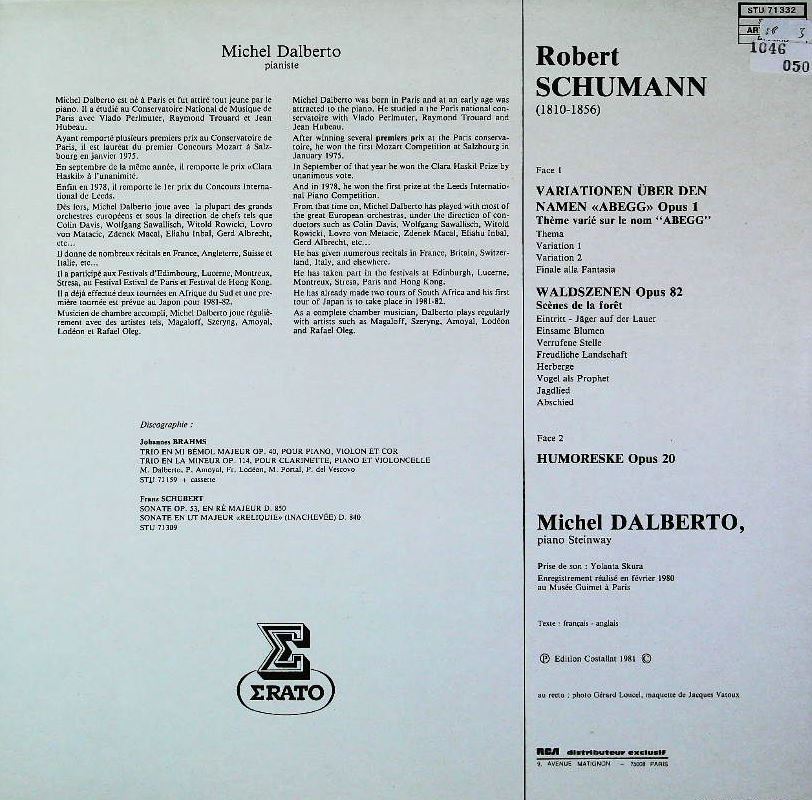 Michel Dalberto
pianiste
Michel Dalberto est né à Paris et fut attiré tout jeune par le
piano. Il a étudié au Conservatoire National de Musique de
Paris avec Vlado Perlmuter, Raymond Trouard et Jean
Hubeau.
Ayant remporté plusieurs premiers prix au Conservatoire de
Paris, il est lauréat du premier Concours Mozart à Salz-
bourg en janvier 1975.
En septembre de la même année, il remporte le prix «Clara
Haskil» à l'unanimité.
Enfin en 1978, il remporte le 1er prix du Concours Interna-
tional de Leeds.
Dès lors, Michel Dalberto joue avec la plupart des grands
orchestres européens et sous la direction de chefs tels que
Colin Davis, Wolfgang Sawallisch, Witold Rowicki, Lovro
von Matacic, Zdenek Macal, Eliahu Inbal, Gerd Albrecht,
etc...
Il donne de nombreux récitals en France, Angleterre, Suisse et
Italie, etc...
Il a participé aux Festivals d'Edimbourg, Lucerne, Montreux,
Stresa, au Festival Estival de Paris et Festival de Hong Kong.
Il a déjà effectué deux tournées en Afrique du Sud et une pre-
mière tournée est prévue au Japon pour 1981-82.
Musicien de chambre accompli, Michel Dalberto joue réguliè-
rement avec des artistes tels, Magaloff, Szeryng, Amoyal,
Lodéon et Rafael Oleg.
Michel Dalberto was born in Paris and at an early age was
attracted to the piano. He studied a the Paris national con-
servatoire with Vlado Perlmuter, Raymond Trouard and
Jean Hubeau.
After winning several premiers prix at the Paris conserva-
toire, he won the first Mozart Competition at Salzbourg in
January 1975.
In September of that year he won the Clara Haskil Prize by
unanimous vote.
And in 1978, he won the first prize at the Leeds Internatio-
nal Piano Competition.
From that time on, Michel Dalberto has played with most of
the great European orchestras, under the direction of con-
ductors such as Colin Davis, Wolfgang Sawallisch, Witold
Rowicki, Lovro von Matacic, Zdenek Macal, Eliahu Inbal,
Gerd Albrecht, etc...
He has given numerous recitals in France, Britain, Switzer-
land, Italy, and elsewhere.
He has taken part in the festivals at Edinburgh, Lucerne,
Montreux, Stresa, Paris and Hong Kong.
He has already made two tours of South Africa and his first
tour of Japan is to take place in 1981-82.
As a complete chamber musician, Dalberto plays regularly
with artists such as Magaloff, Szeryng, Amoyal, Lodéon
and Rafael Oleg.
Discographie :
Johannes BRAHMS
TRIO EN MI BÉMOL MAJEUR OP. 40, POUR PIANO, VIOLON ET COR
TRIO EN LA MINEUR OP. 114, POUR CLARINETTE, PIANO ET VIOLONCELLE
M. Dalberto, P. Amoyal, Fr. Lodéon, M. Portal, P. del Vescovo
STU 71159 + cassette
Franz SCHUBERT
SONATE OP. 53, EN RÉ MAJEUR D. 850
SONATE EN UT MAJEUR «RELIQUIE» (INACHEVÉE) D. 840
STU 71309
ERATO
STU 71332
AR
58 3
1046
050
Robert
SCHUMANN
(1810-1856)
Face 1
VARIATIONEN ÜBER DEN
NAMEN «ABEGG» Opus 1
Thème varié sur le nom "ABEGG"
Thema
Variation 1
Variation 2
Finale alla Fantasia
WALDSZENEN Opus 82
Scènes de la forêt
Eintritt - Jäger auf der Lauer
Einsame Blumen
Verrufene Stelle
Freudliche Landschaft
Herberge
Vogel als Prophet
Jagdlied
Abschied
Face 2
HUMORESKE Opus 20
Michel DALBERTO,
piano Steinway
Prise de son : Yolanta Skura
Enregistrement réalisé en février 1980
au Musée Guimet à Paris
Texte : français - anglais
Ⓟ Edition Costallat 1981 ©
au recto : photo Gérard Loucel, maquette de Jacques Vatoux
RCA distributeur exclusif
9, AVENUE MATIGNON - 75008 PARIS